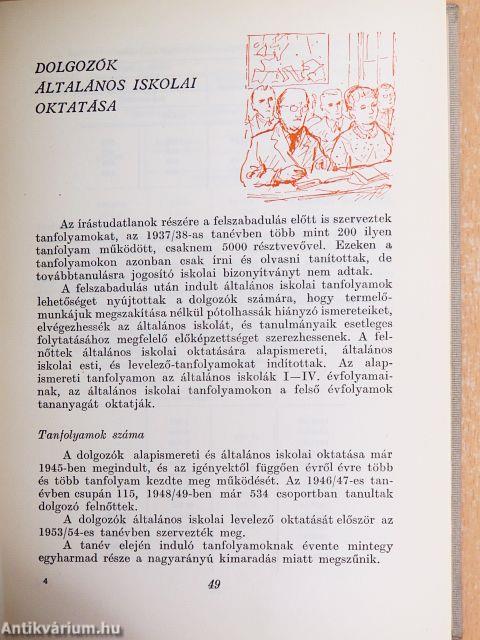 DOLGOZÓK
ÁLTALÁNOS ISKOLAI
OKTATÁSA
Az írástudatlanok részére a felszabadulás előtt is szerveztek
tanfolyamokat, az 1937/38-as tanévben több mint 200 ilyen
tanfolyam működött, csaknem 5000 résztvevővel. Ezeken a
tanfolyamokon azonban csak írni és olvasni tanítottak, de
továbbtanulásra jogosító iskolai bizonyítványt nem adtak.
A felszabadulás után indult általános iskolai tanfolyamok
lehetőséget nyújtottak a dolgozók számára, hogy termelő-
munkájuk megszakítása nélkül pótolhassák hiányzó ismereteiket,
elvégezhessék az általános iskolát, és tanulmányaik esetleges
folytatásához megfelelő előképzettséget szerezhessenek. A fel-
nőttek általános iskolai oktatására alapismereti, általános
iskolai esti, és levelező-tanfolyamokat indítottak. Az alap-
ismereti tanfolyamon az általános iskolák I—IV. évfolyamai-
nak, az általános iskolai tanfolyamokon a felső évfolyamok
tananyagát oktatják.
Tanfolyamok száma
A dolgozók alapismereti és általános iskolai oktatása már
1945-ben megindult, és az igényektől függően évről évre több
és több tanfolyam kezdte meg működését. Az 1946/47-es tan-
évben csupán 115, 1948/49-ben már 534 csoportban tanultak
dolgozó felnőttek.
A dolgozók általános iskolai levelező oktatását először az
1953/54-es tanévben szervezték meg.
A tanév elején induló tanfolyamoknak évente mintegy
egyharmad része a nagyarányú kimaradás miatt megszűnik.
4
49
Antikvárium.hu